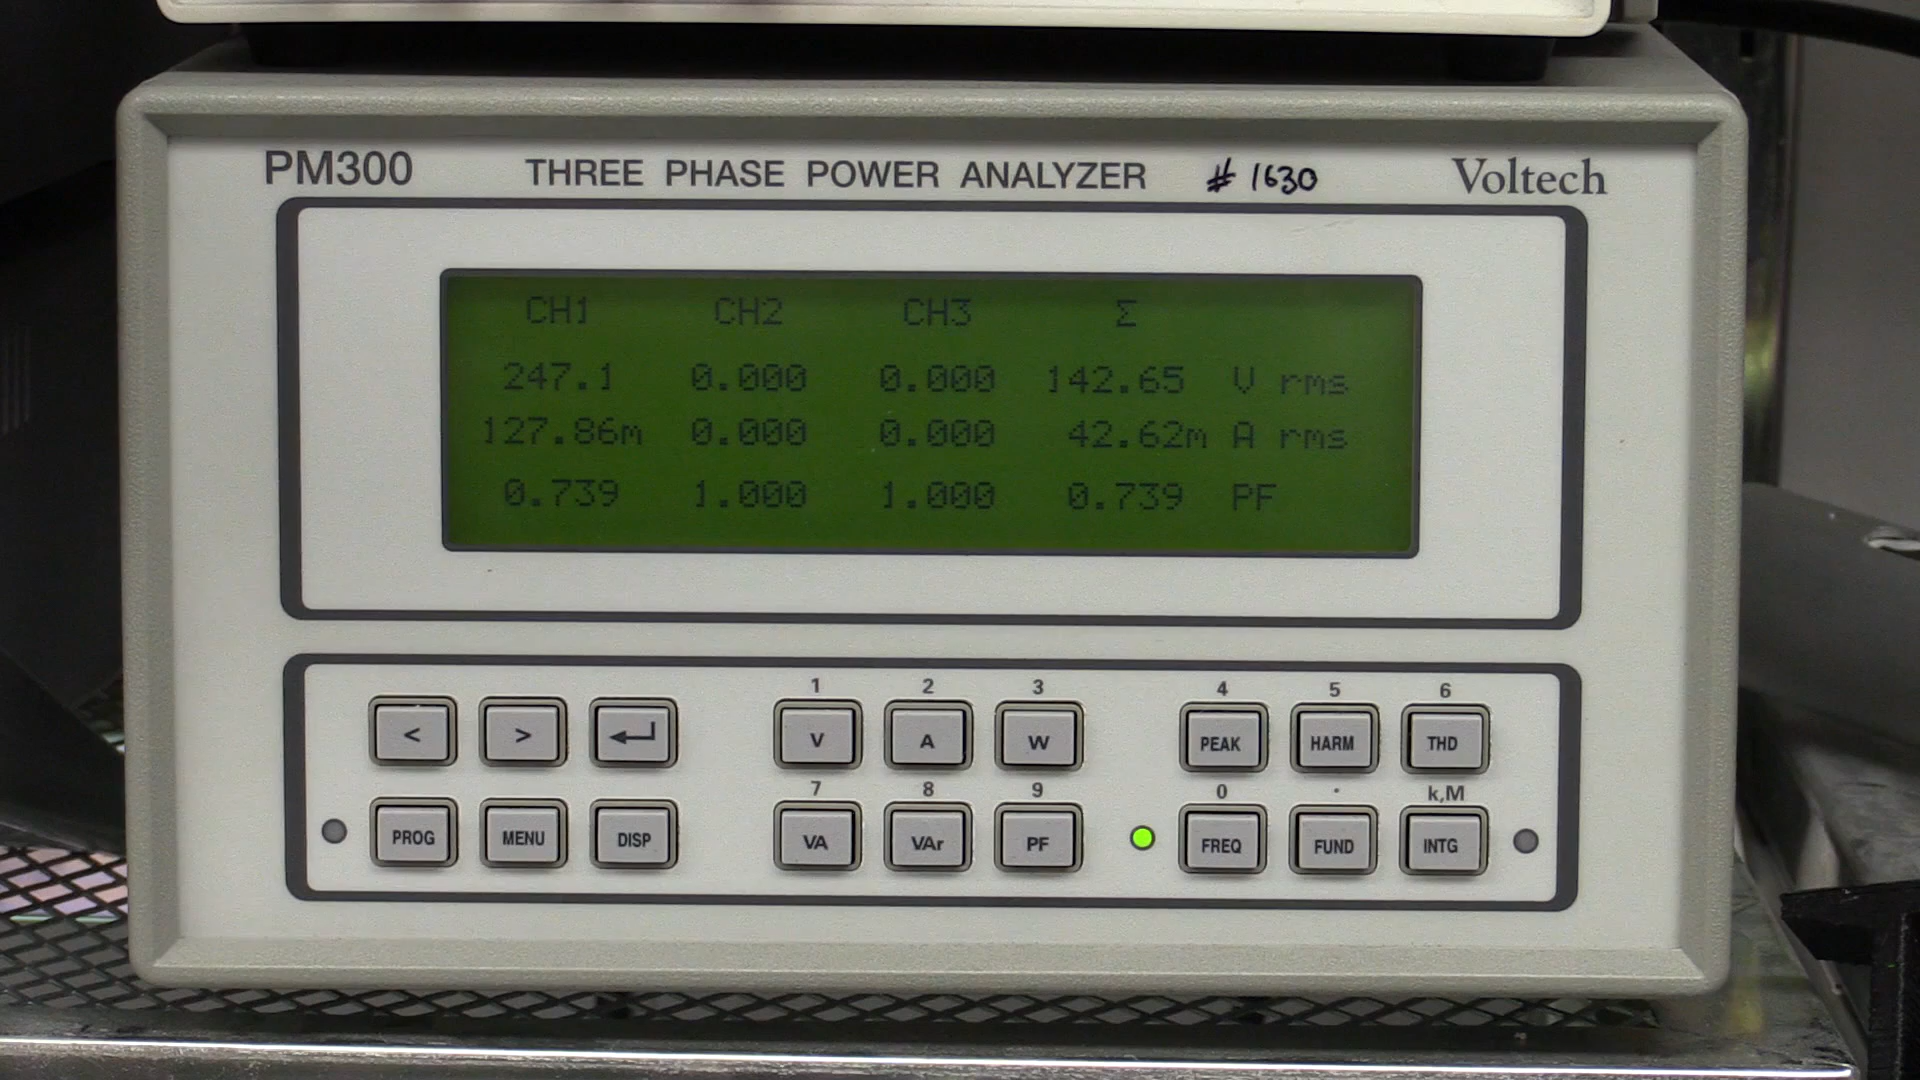 PM300 THREE PHASE POWER ANALYZER # 1630 Voltech
CH1 CH2 CH3 Σ
247.1 0.000 0.000 142.65 V rms
127.86m 0.000 0.000 42.62m A rms
0.739 1.000 1.000 0.739 PF
1 2 3 4 5 6
< > V A W PEAK HARM THD
7 8 9 0 . k,M
PROG MENU DISP VA VAr PF FREQ FUND INTG